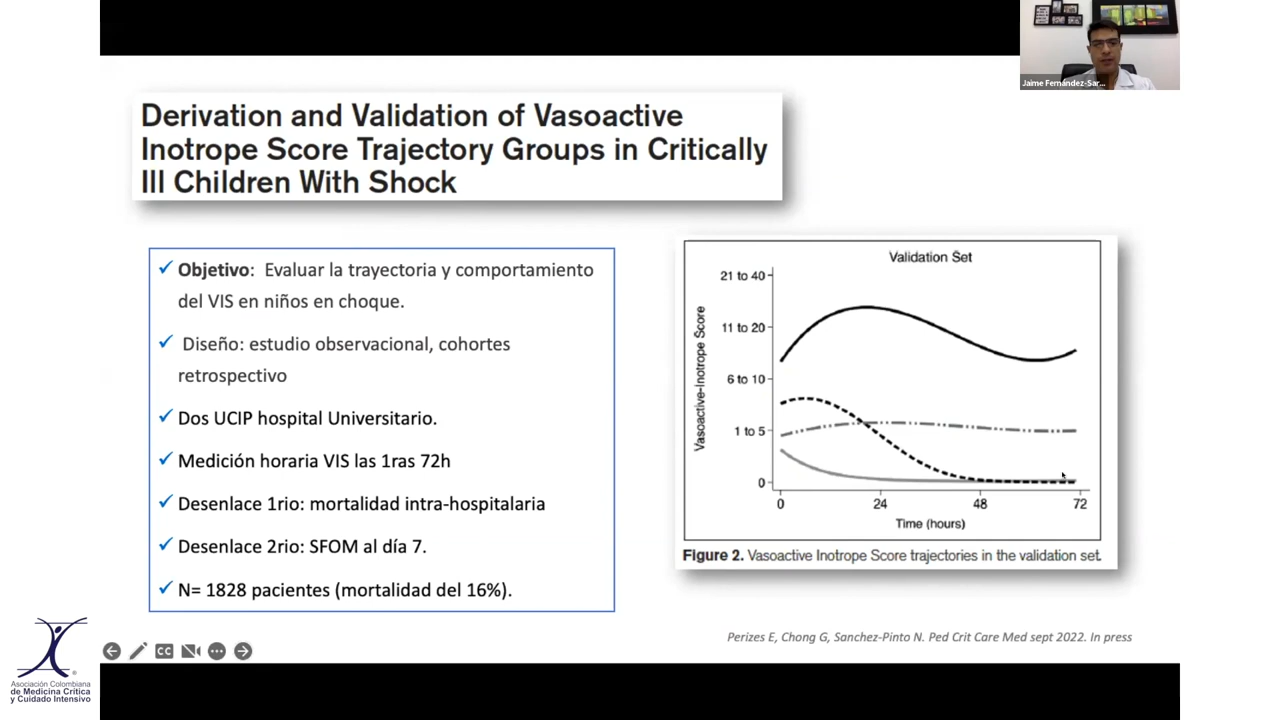 Jaime Fernández-Sar...
Derivation and Validation of Vasoactive
Inotrope Score Trajectory Groups in Critically
Ill Children With Shock
✓ Objetivo: Evaluar la trayectoria y comportamiento
del VIS en niños en choque.
✓ Diseño: estudio observacional, cohortes
retrospectivo
✓ Dos UCIP hospital Universitario.
✓ Medición horaria VIS las 1ras 72h
✓ Desenlace 1rio: mortalidad intra-hospitalaria
✓ Desenlace 2rio: SFOM al día 7.
✓ N= 1828 pacientes (mortalidad del 16%).
Validation Set
Vasoactive-Inotrope Score
21 to 40
11 to 20
6 to 10
1 to 5
0
0 24 48 72
Time (hours)
Figure 2. Vasoactive Inotrope Score trajectories in the validation set.
Perizes E, Chong G, Sanchez-Pinto N. Ped Crit Care Med sept 2022. In press
CC
®
Asociación Colombiana
de Medicina Crítica
y Cuidado Intensivo